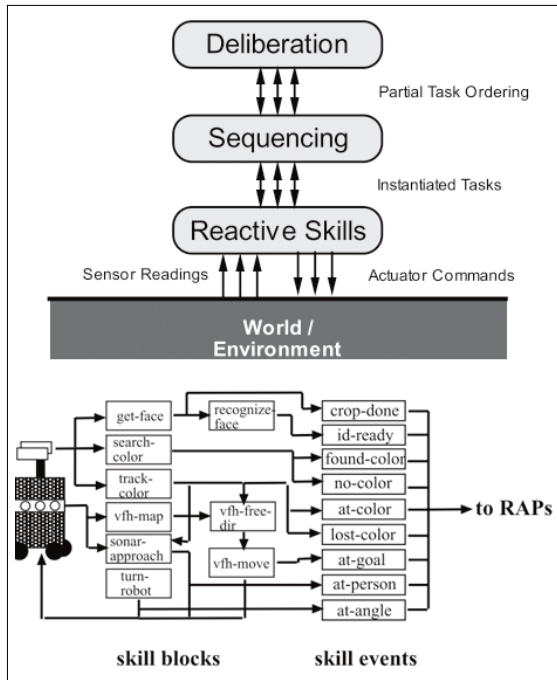 Deliberation
Partial Task Ordering
Sequencing
Instantiated Tasks
Reactive Skills
Sensor Readings
Actuator Commands
World /
Environment
get-face
recognize-
face
crop-done
id-ready
search-
color
found-color
no-color
track-
color
at-color
to RAPs
vfh-map
vfh-free-
dir
lost-color
sonar-
approach
vfh-move
at-goal
turn-
robot
at-person
at-angle
skill blocks
skill events